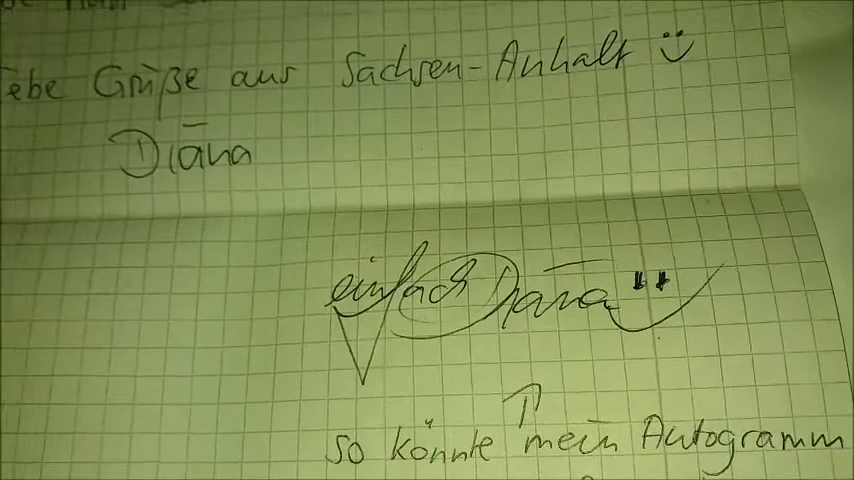 ebe Grüße aus Sachsen-Anhalt ü
Diana
einfach Diana ü
so könnte mein Autogramm